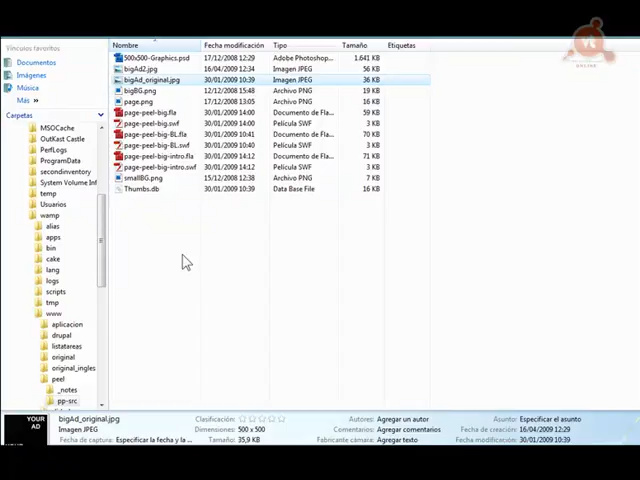 Vínculos favoritos
Documentos
Imágenes
Música
Más »
Carpetas
MSOCache
OutKast Castle
PerfLogs
ProgramData
secondinventory
System Volume Inf
temp
Usuarios
wamp
alias
apps
bin
cake
lang
logs
scripts
tmp
www
aplicacion
drupal
listatareas
original
original_ingles
peel
_notes
pp-src
Nombre Fecha modificación Tipo Tamaño Etiquetas
500x500-Graphics.psd 17/12/2008 12:29 Adobe Photoshop... 1.641 KB
bigAd2.jpg 16/04/2009 12:34 Imagen JPEG 56 KB
bigAd_original.jpg 30/01/2009 10:39 Imagen JPEG 36 KB
bigBG.png 12/12/2008 15:48 Archivo PNG 19 KB
page.png 17/12/2008 13:05 Archivo PNG 16 KB
page-peel-big.fla 30/01/2009 14:00 Documento de Fla... 59 KB
page-peel-big.swf 30/01/2009 14:00 Película SWF 3 KB
page-peel-big-BL.fla 30/01/2009 10:41 Documento de Fla... 70 KB
page-peel-big-BL.swf 30/01/2009 10:40 Película SWF 3 KB
page-peel-big-intro.fla 30/01/2009 14:12 Documento de Fla... 71 KB
page-peel-big-intro.swf 30/01/2009 14:12 Película SWF 3 KB
smallBG.png 15/12/2008 12:38 Archivo PNG 7 KB
Thumbs.db 30/01/2009 10:39 Data Base File 16 KB
ONLINE
YOUR
AD
bigAd_original.jpg Clasificación: Autores: Agregar un autor Asunto: Especificar el asunto
Imagen JPEG Dimensiones: 500 x 500 Comentarios: Agregar comentarios Fecha de creación: 16/04/2009 12:29
Fecha de captura: Especificar la fecha y la ... Tamaño: 35,9 KB Fabricante cámara: Agregar texto Fecha modificación: 30/01/2009 10:39